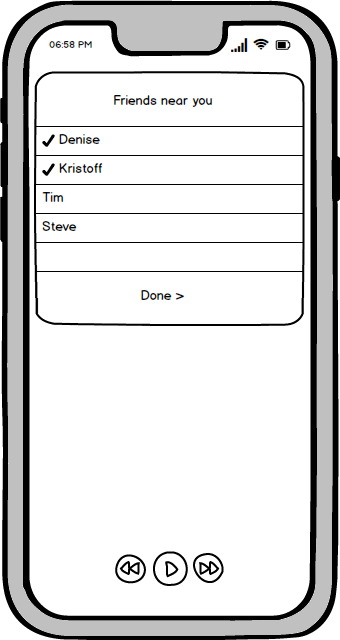 06:58 PM
Friends near you
Denise
Kristoff
Tim
Steve
Done >